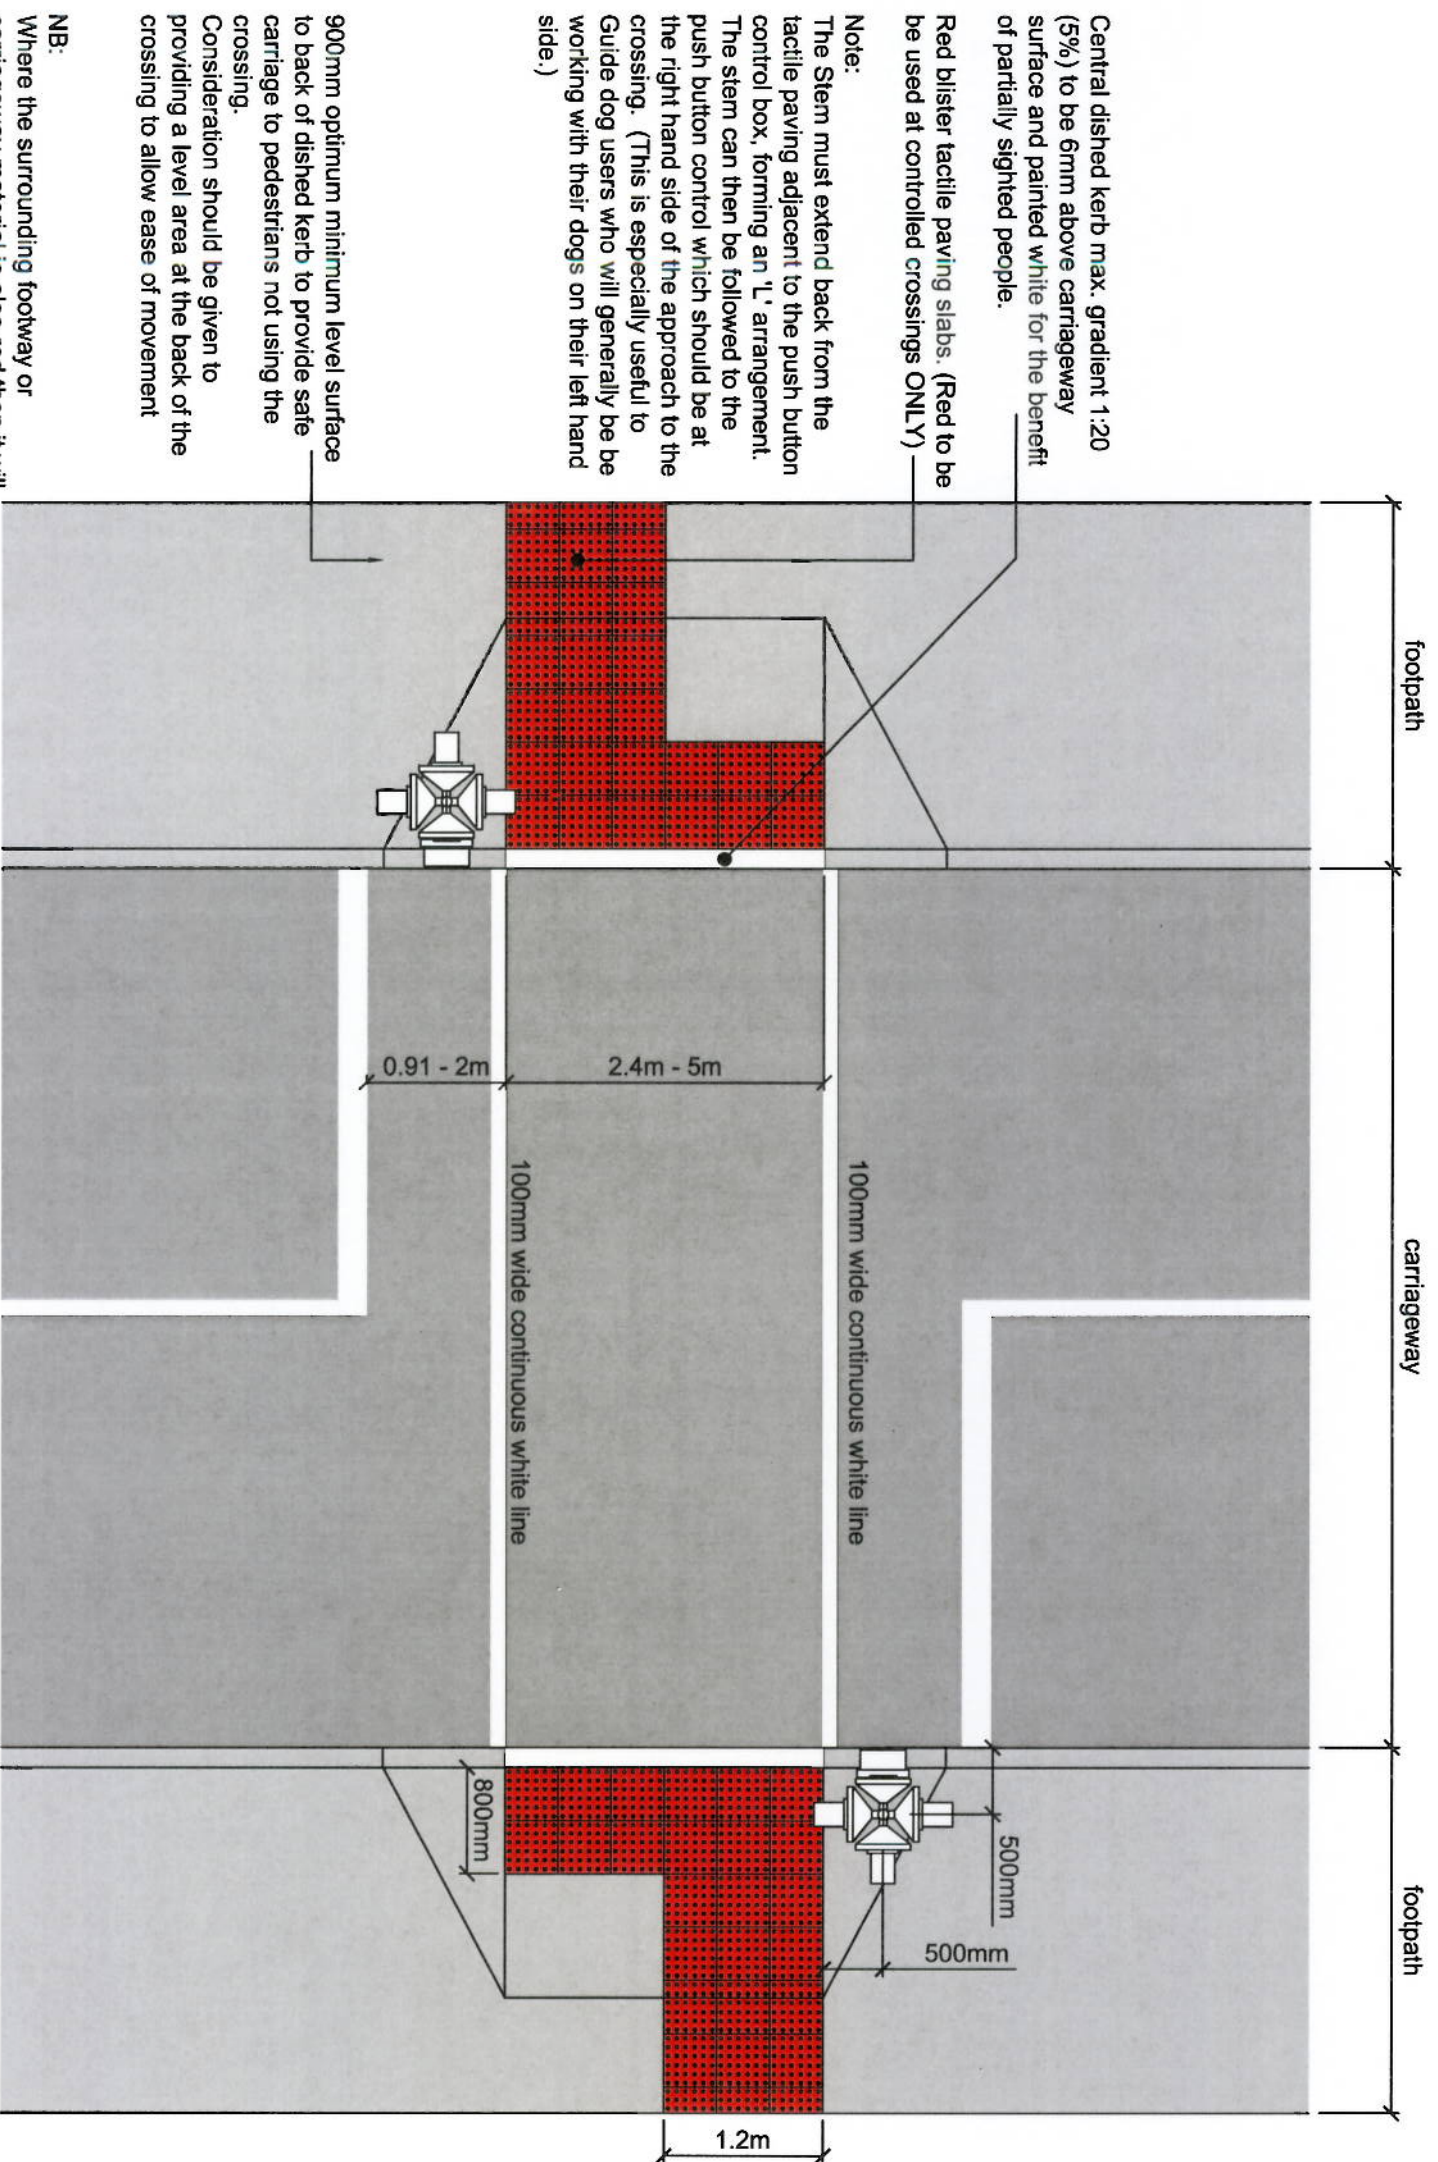 Central dished kerb max. gradient 1:20
(5%) to be 6mm above carriageway
surface and painted white for the benefit
of partially sighted people.
Red blister tactile paving slabs. (Red to be
be used at controlled crossings ONLY)
Note:
The Stem must extend back from the
tactile paving adjacent to the push button
control box, forming an 'L' arrangement.
The stem can then be followed to the
push button control which should be at
the right hand side of the approach to the
crossing. (This is especially useful to
Guide dog users who will generally be be
working with their dogs on their left hand
side.)
900mm optimum minimum level surface
to back of dished kerb to provide safe
carriage to pedestrians not using the
crossing.
Consideration should be given to
providing a level area at the back of the
crossing to allow ease of movement
NB:
Where the surrounding footway or
footpath
carriageway
footpath
0.91 - 2m
2.4m - 5m
100mm wide continuous white line
100mm wide continuous white line
800mm
500mm
500mm
1.2m